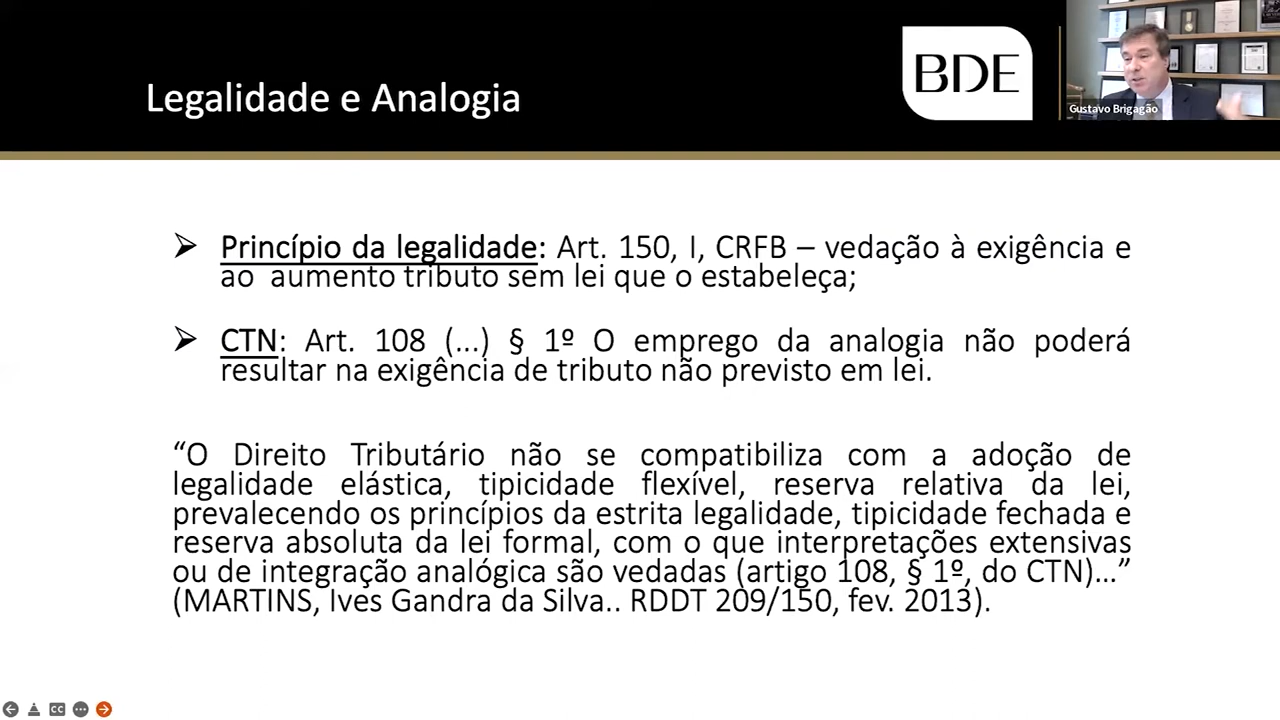 Legalidade e Analogia
BDE
Gustavo Brigagão
Princípio da legalidade: Art. 150, I, CRFB – vedação à exigência e
ao aumento tributo sem lei que o estabeleça;
CTN: Art. 108 (...) § 1º O emprego da analogia não poderá
resultar na exigência de tributo não previsto em lei.
“O Direito Tributário não se compatibiliza com a adoção de
legalidade elástica, tipicidade flexível, reserva relativa da lei,
prevalecendo os princípios da estrita legalidade, tipicidade fechada e
reserva absoluta da lei formal, com o que interpretações extensivas
ou de integração analógica são vedadas (artigo 108, § 1º, do CTN)…”
(MARTINS, Ives Gandra da Silva.. RDDT 209/150, fev. 2013).
CC